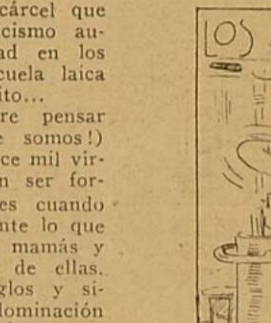 cárcel que
cismo au-
ad en los
cuela laica
ito...
re pensar
e somos!)
ce mil vir-
n ser for-
es cuando
nte lo que
mamás y
de ellas.
glos y si-
lominación
LOS